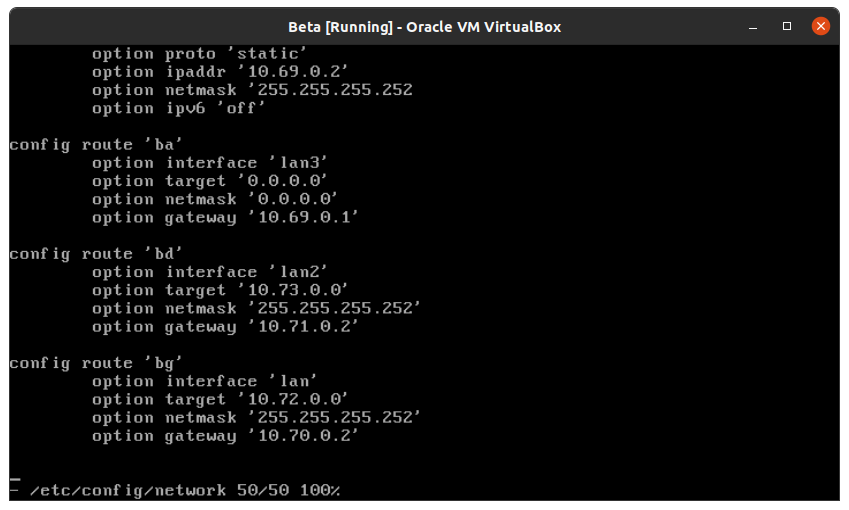 Beta [Running] - Oracle VM VirtualBox
option proto 'static'
option ipaddr '10.69.0.2'
option netmask '255.255.255.252
option ipv6 'off'
config route 'ba'
option interface 'lan3'
option target '0.0.0.0'
option netmask '0.0.0.0'
option gateway '10.69.0.1'
config route 'bd'
option interface 'lan2'
option target '10.73.0.0'
option netmask '255.255.255.252'
option gateway '10.71.0.2'
config route 'bg'
option interface 'lan'
option target '10.72.0.0'
option netmask '255.255.255.252'
option gateway '10.70.0.2'
- /etc/config/network 50/50 100%